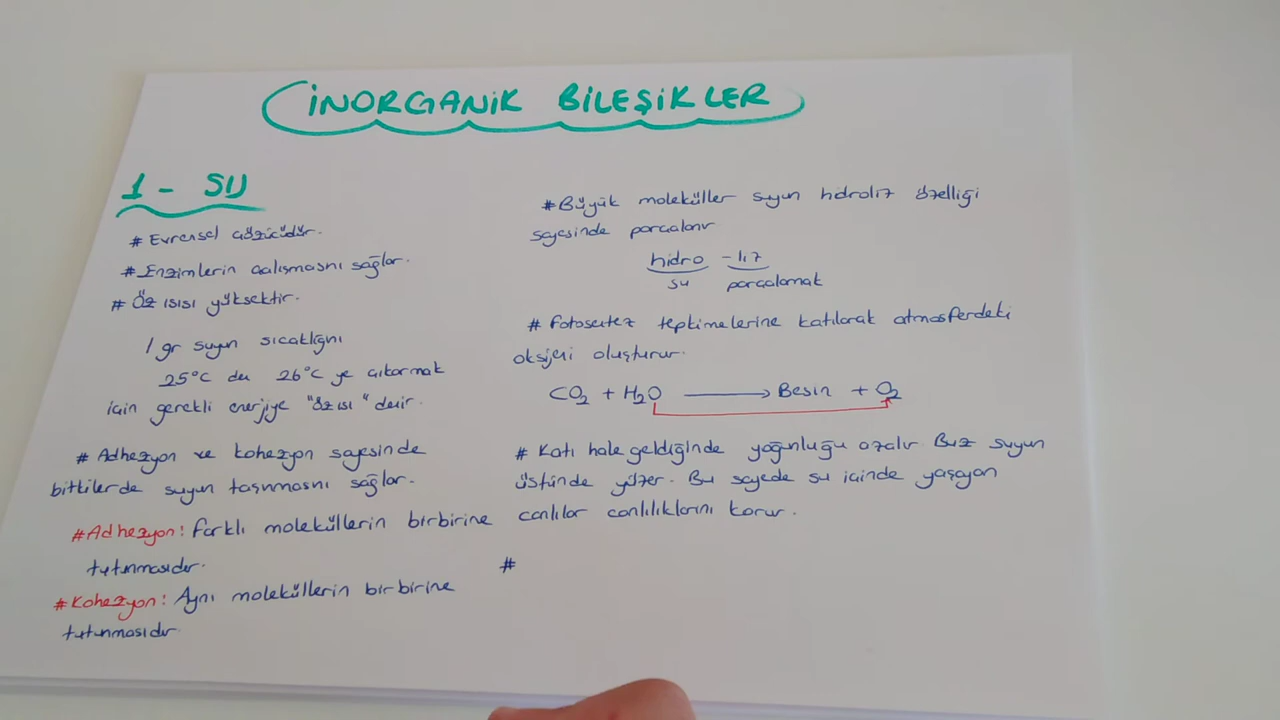 İNORGANİK BİLEŞİKLER
1 - SU
# Evrensel çözücüdür.
# Enzimlerin çalışmasını sağlar.
# Öz ısısı yüksektir.
1 gr suyun sıcaklığını
25°C den 26°C ye çıkarmak
için gerekli enerjiye "öz ısı" denir.
# Adhezyon ve kohezyon sayesinde
bitkilerde suyun taşınmasını sağlar.
# Adhezyon: Farklı moleküllerin birbirine
tutunmasıdır.
# Kohezyon: Aynı moleküllerin birbirine
tutunmasıdır.
# Büyük moleküller suyun hidroliz özelliği
sayesinde parçalanır
hidro - liz
su parçalamak
# Fotosentez tepkimelerine katılarak atmosferdeki
oksijeni oluşturur.
CO2 + H2O → Besin + O2
# Katı hale geldiğinde yoğunluğu azalır Buz suyun
üstünde yüzer. Bu sayede su içinde yaşayan
canlılar canlılıklarını korur.
#